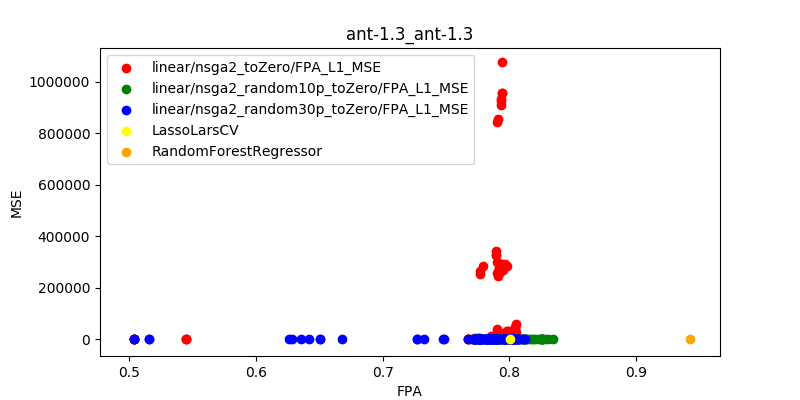 ant-1.3_ant-1.3
linear/nsga2_toZero/FPA_L1_MSE
linear/nsga2_random10p_toZero/FPA_L1_MSE
linear/nsga2_random30p_toZero/FPA_L1_MSE
LassoLarsCV
RandomForestRegressor
MSE
1000000
800000
600000
400000
200000
0
0.5 0.6 0.7 0.8 0.9
FPA